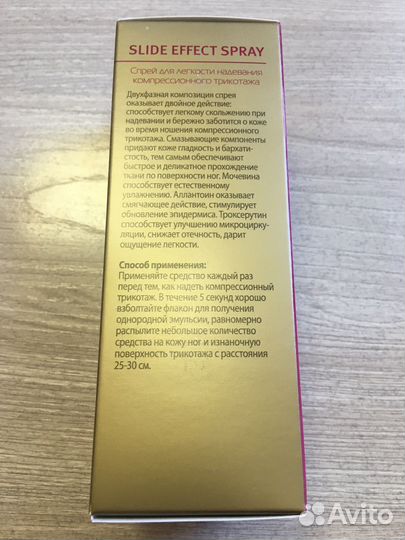 SLIDE EFFECT SPRAY
Спрей для легкости надевания
компрессионного трикотажа
Двухфазная композиция спрея
оказывает двойное действие:
способствует легкому скольжению при
надевании и бережно заботится о коже
во время ношения компрессионного
трикотажа. Смазывающие компоненты
придают коже гладкость и бархати-
стость, тем самым обеспечивают
быстрое и деликатное прохождение
ткани по поверхности ног. Мочевина
способствует естественному
увлажнению. Аллантоин оказывает
смягчающее действие, стимулирует
обновление эпидермиса. Троксерутин
способствует улучшению микроцирку-
ляции, снижает отечность, дарит
ощущение легкости.
Способ применения:
Применяйте средство каждый раз
перед тем, как надеть компрессионный
трикотаж. В течение 5 секунд хорошо
взболтайте флакон для получения
однородной эмульсии, равномерно
распылите небольшое количество
средства на кожу ног и изнаночную
поверхность трикотажа с расстояния
25-30 см.
Avito